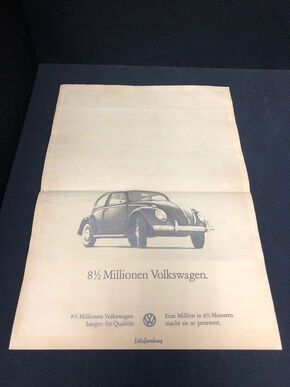 8½ Millionen Volkswagen.
8½ Millionen Volkswagen
bürgen für Qualität.
Eine Million in 8½ Monaten
macht sie so preiswert.